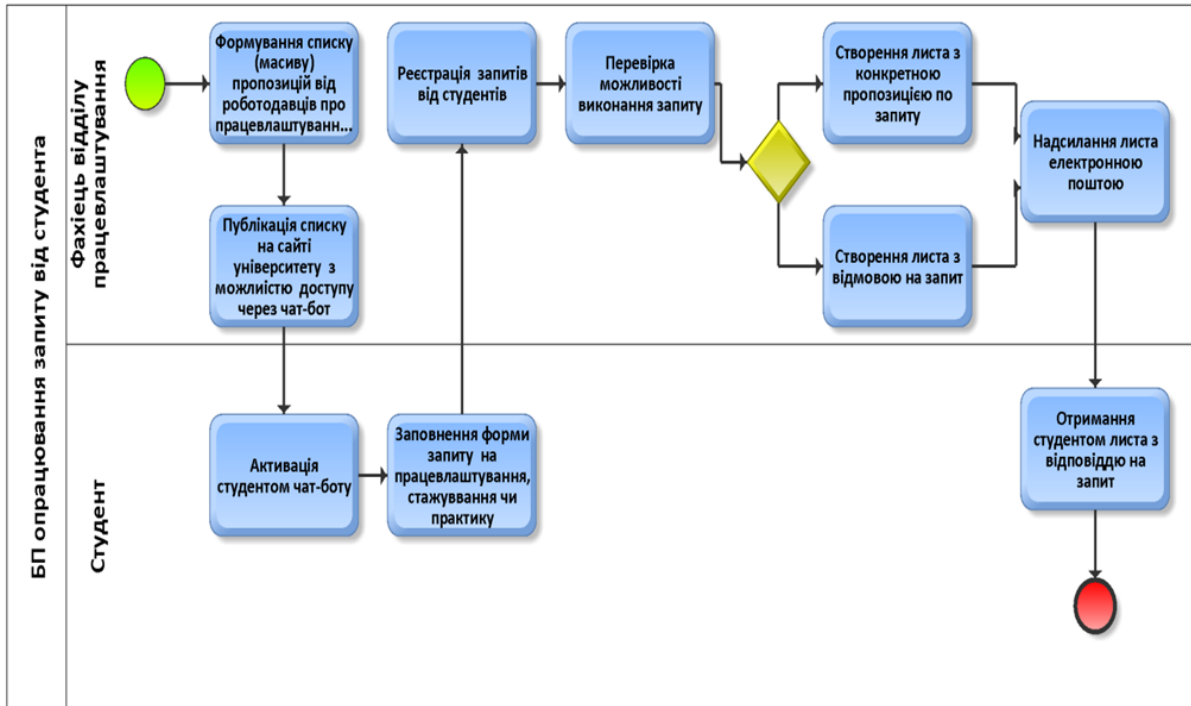 БП опрацювання запиту від студента
Фахіець відділу
працевлаштування
Формування списку
(масиву)
пропозицій від
роботодавців про
працевлаштуванн...
Реєстрація запитів
від студентів
Перевірка
можливості
виконання запиту
Створення листа з
конкретною
пропозицією по
запиту
Надсилання листа
електронною
поштою
Публікація списку
на сайті
університету з
можлиістю доступу
через чат-бот
Створення листа з
відмовою на запит
Студент
Активація
студентом чат-боту
Заповнення форми
запиту на
працевлаштування,
стажуввання чи
практику
Отримання
студентом листа з
відповіддю на
запит